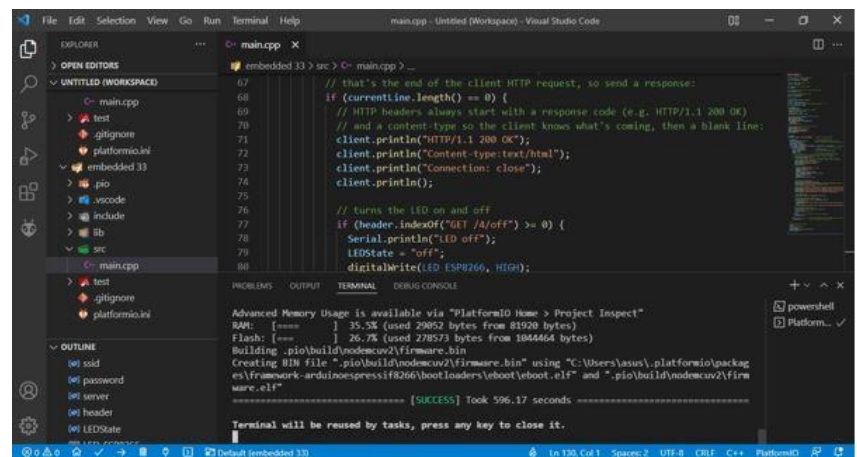 File Edit Selection View Go Run Terminal Help
main.cpp - Untitled (Workspace) - Visual Studio Code
EXPLORER
OPEN EDITORS
UNTITLED (WORKSPACE)
main.cpp
test
.gitignore
platformio.ini
embedded 33
.pio
.vscode
include
lib
src
main.cpp
test
.gitignore
platformio.ini
OUTLINE
ssid
password
server
header
LEDState
main.cpp
embedded 33 > src > main.cpp > ...
67 // that's the end of the client HTTP request, so send a response:
68 if (currentLine.length() == 0) {
69 // HTTP headers always start with a response code (e.g. HTTP/1.1 200 OK)
70 // and a content-type so the client knows what's coming, then a blank line:
71 client.println("HTTP/1.1 200 OK");
72 client.println("Content-type:text/html");
73 client.println("Connection: close");
74 client.println();
75
76 // turns the LED on and off
77 if (header.indexOf("GET /4/off") >= 0) {
78 Serial.println("LED off");
79 LEDState = "off";
80 digitalWrite(LED_ESP8266, HIGH);
PROBLEMS OUTPUT TERMINAL DEBUG CONSOLE
powershell
Platform...
Advanced Memory Usage is available via "PlatformIO Home > Project Inspect"
RAM: [==== ] 35.5% (used 29052 bytes from 81920 bytes)
Flash: [=== ] 26.7% (used 278573 bytes from 1044464 bytes)
Building .pio\build\nodemcuv2\firmware.bin
Creating BIN file ".pio\build\nodemcuv2\firmware.bin" using "C:\Users\asus\.platformio\packag
es\framework-arduinoespressif8266\bootloaders\eboot\eboot.elf" and ".pio\build\nodemcuv2\firm
ware.elf"
============================== [SUCCESS] Took 596.17 seconds ==============================
Terminal will be reused by tasks, press any key to close it.
0 0 Default (embedded 33) Ln 130, Col 1 Spaces: 2 UTF-8 CRLF C++ PlatformIO